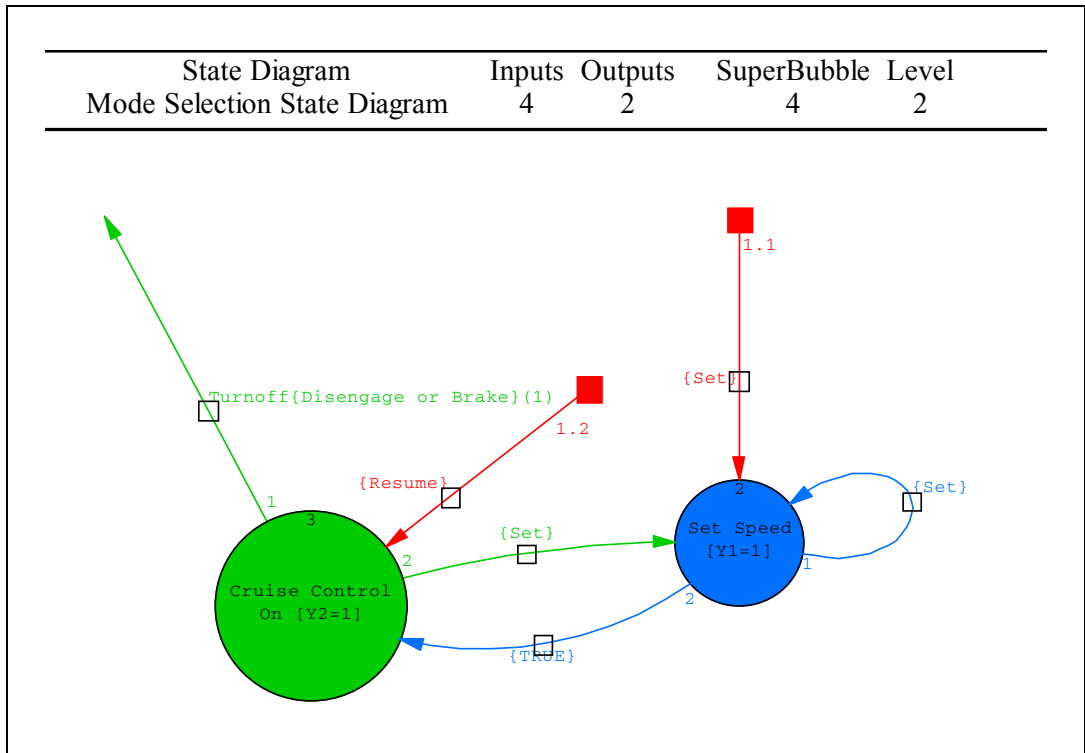 State Diagram Inputs Outputs SuperBubble Level
Mode Selection State Diagram 4 2 4 2
1.1
{Set}
Turnoff{Disengage or Brake}(1)
1.2
{Resume}
{Set}
1
3
2
{Set}
2
Set Speed
[Y1=1]
1
2
Cruise Control
On [Y2=1]
{TRUE}